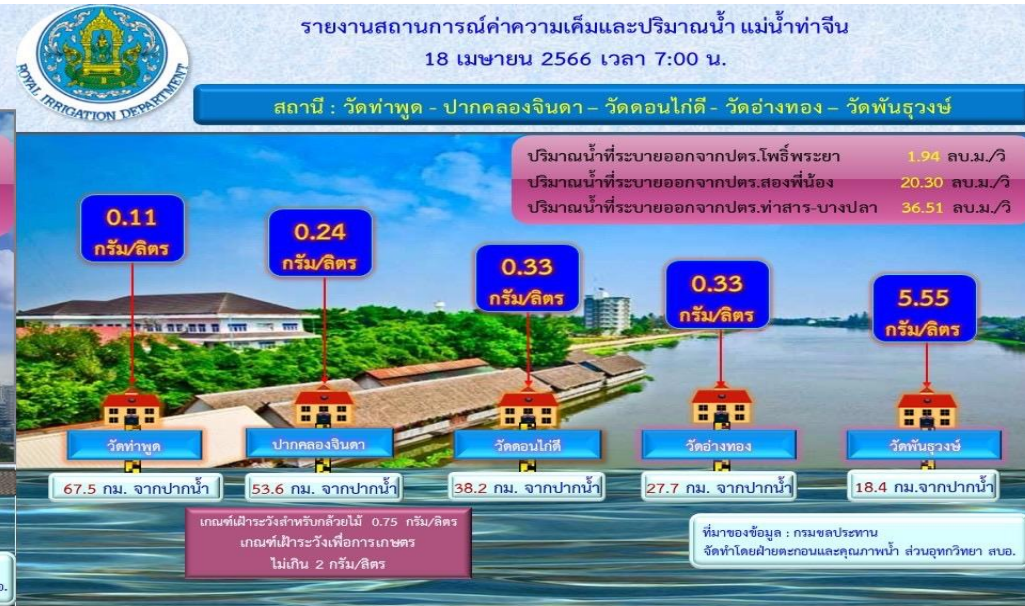 ROYAL IRRIGATION DEPARTMENT
รายงานสถานการณ์ค่าความเค็มและปริมาณน้ำ แม่น้ำท่าจีน
18 เมษายน 2566 เวลา 7:00 น.
สถานี : วัดท่าพูด - ปากคลองจินดา – วัดดอนไก่ดี - วัดอ่างทอง – วัดพันธุวงษ์
ปริมาณน้ำที่ระบายออกจากปตร.โพธิ์พระยา 1.94 ลบ.ม./วิ
ปริมาณน้ำที่ระบายออกจากปตร.สองพี่น้อง 20.30 ลบ.ม./วิ
ปริมาณน้ำที่ระบายออกจากปตร.ท่าสาร-บางปลา 36.51 ลบ.ม./วิ
0.11
กรัม/ลิตร
0.24
กรัม/ลิตร
0.33
กรัม/ลิตร
0.33
กรัม/ลิตร
5.55
กรัม/ลิตร
วัดท่าพูด
ปากคลองจินดา
วัดดอนไก่ดี
วัดอ่างทอง
วัดพันธุวงษ์
67.5 กม. จากปากน้ำ
53.6 กม. จากปากน้ำ
38.2 กม. จากปากน้ำ
27.7 กม. จากปากน้ำ
18.4 กม.จากปากน้ำ
เกณฑ์เฝ้าระวังสำหรับกล้วยไม้ 0.75 กรัม/ลิตร
เกณฑ์เฝ้าระวังเพื่อการเกษตร
ไม่เกิน 2 กรัม/ลิตร
ที่มาของข้อมูล : กรมชลประทาน
จัดทำโดยฝ่ายตะกอนและคุณภาพน้ำ ส่วนอุทกวิทยา สบอ.